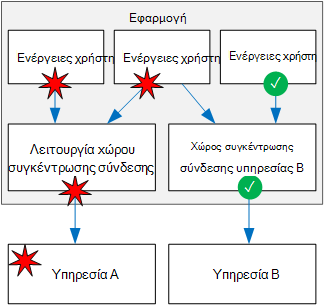 Εφαρμογή
Ενέργειες χρήστη
Ενέργειες χρήστη
Ενέργειες χρήστη
Λειτουργία χώρου
συγκέντρωσης σύνδεσης
Χώρος συγκέντρωσης
σύνδεσης υπηρεσίας Β
Υπηρεσία Α
Υπηρεσία Β